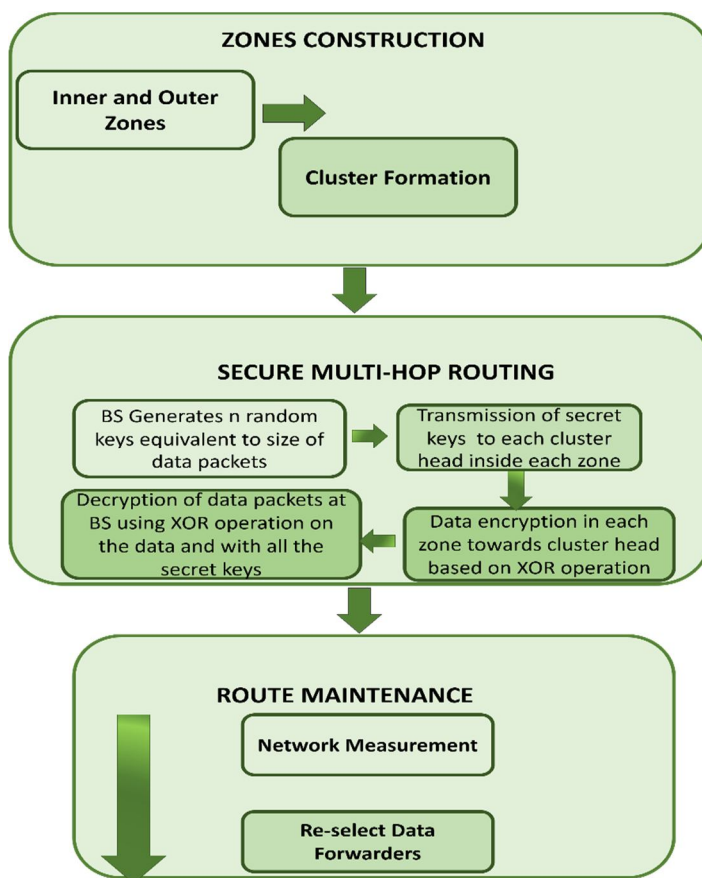 ZONES CONSTRUCTION
Inner and Outer
Zones
Cluster Formation
SECURE MULTI-HOP ROUTING
BS Generates n random
keys equivalent to size of
data packets
Transmission of secret
keys to each cluster
head inside each zone
Data encryption in each
zone towards cluster head
based on XOR operation
Decryption of data packets at
BS using XOR operation on
the data and with all the
secret keys
ROUTE MAINTENANCE
Network Measurement
Re-select Data
Forwarders